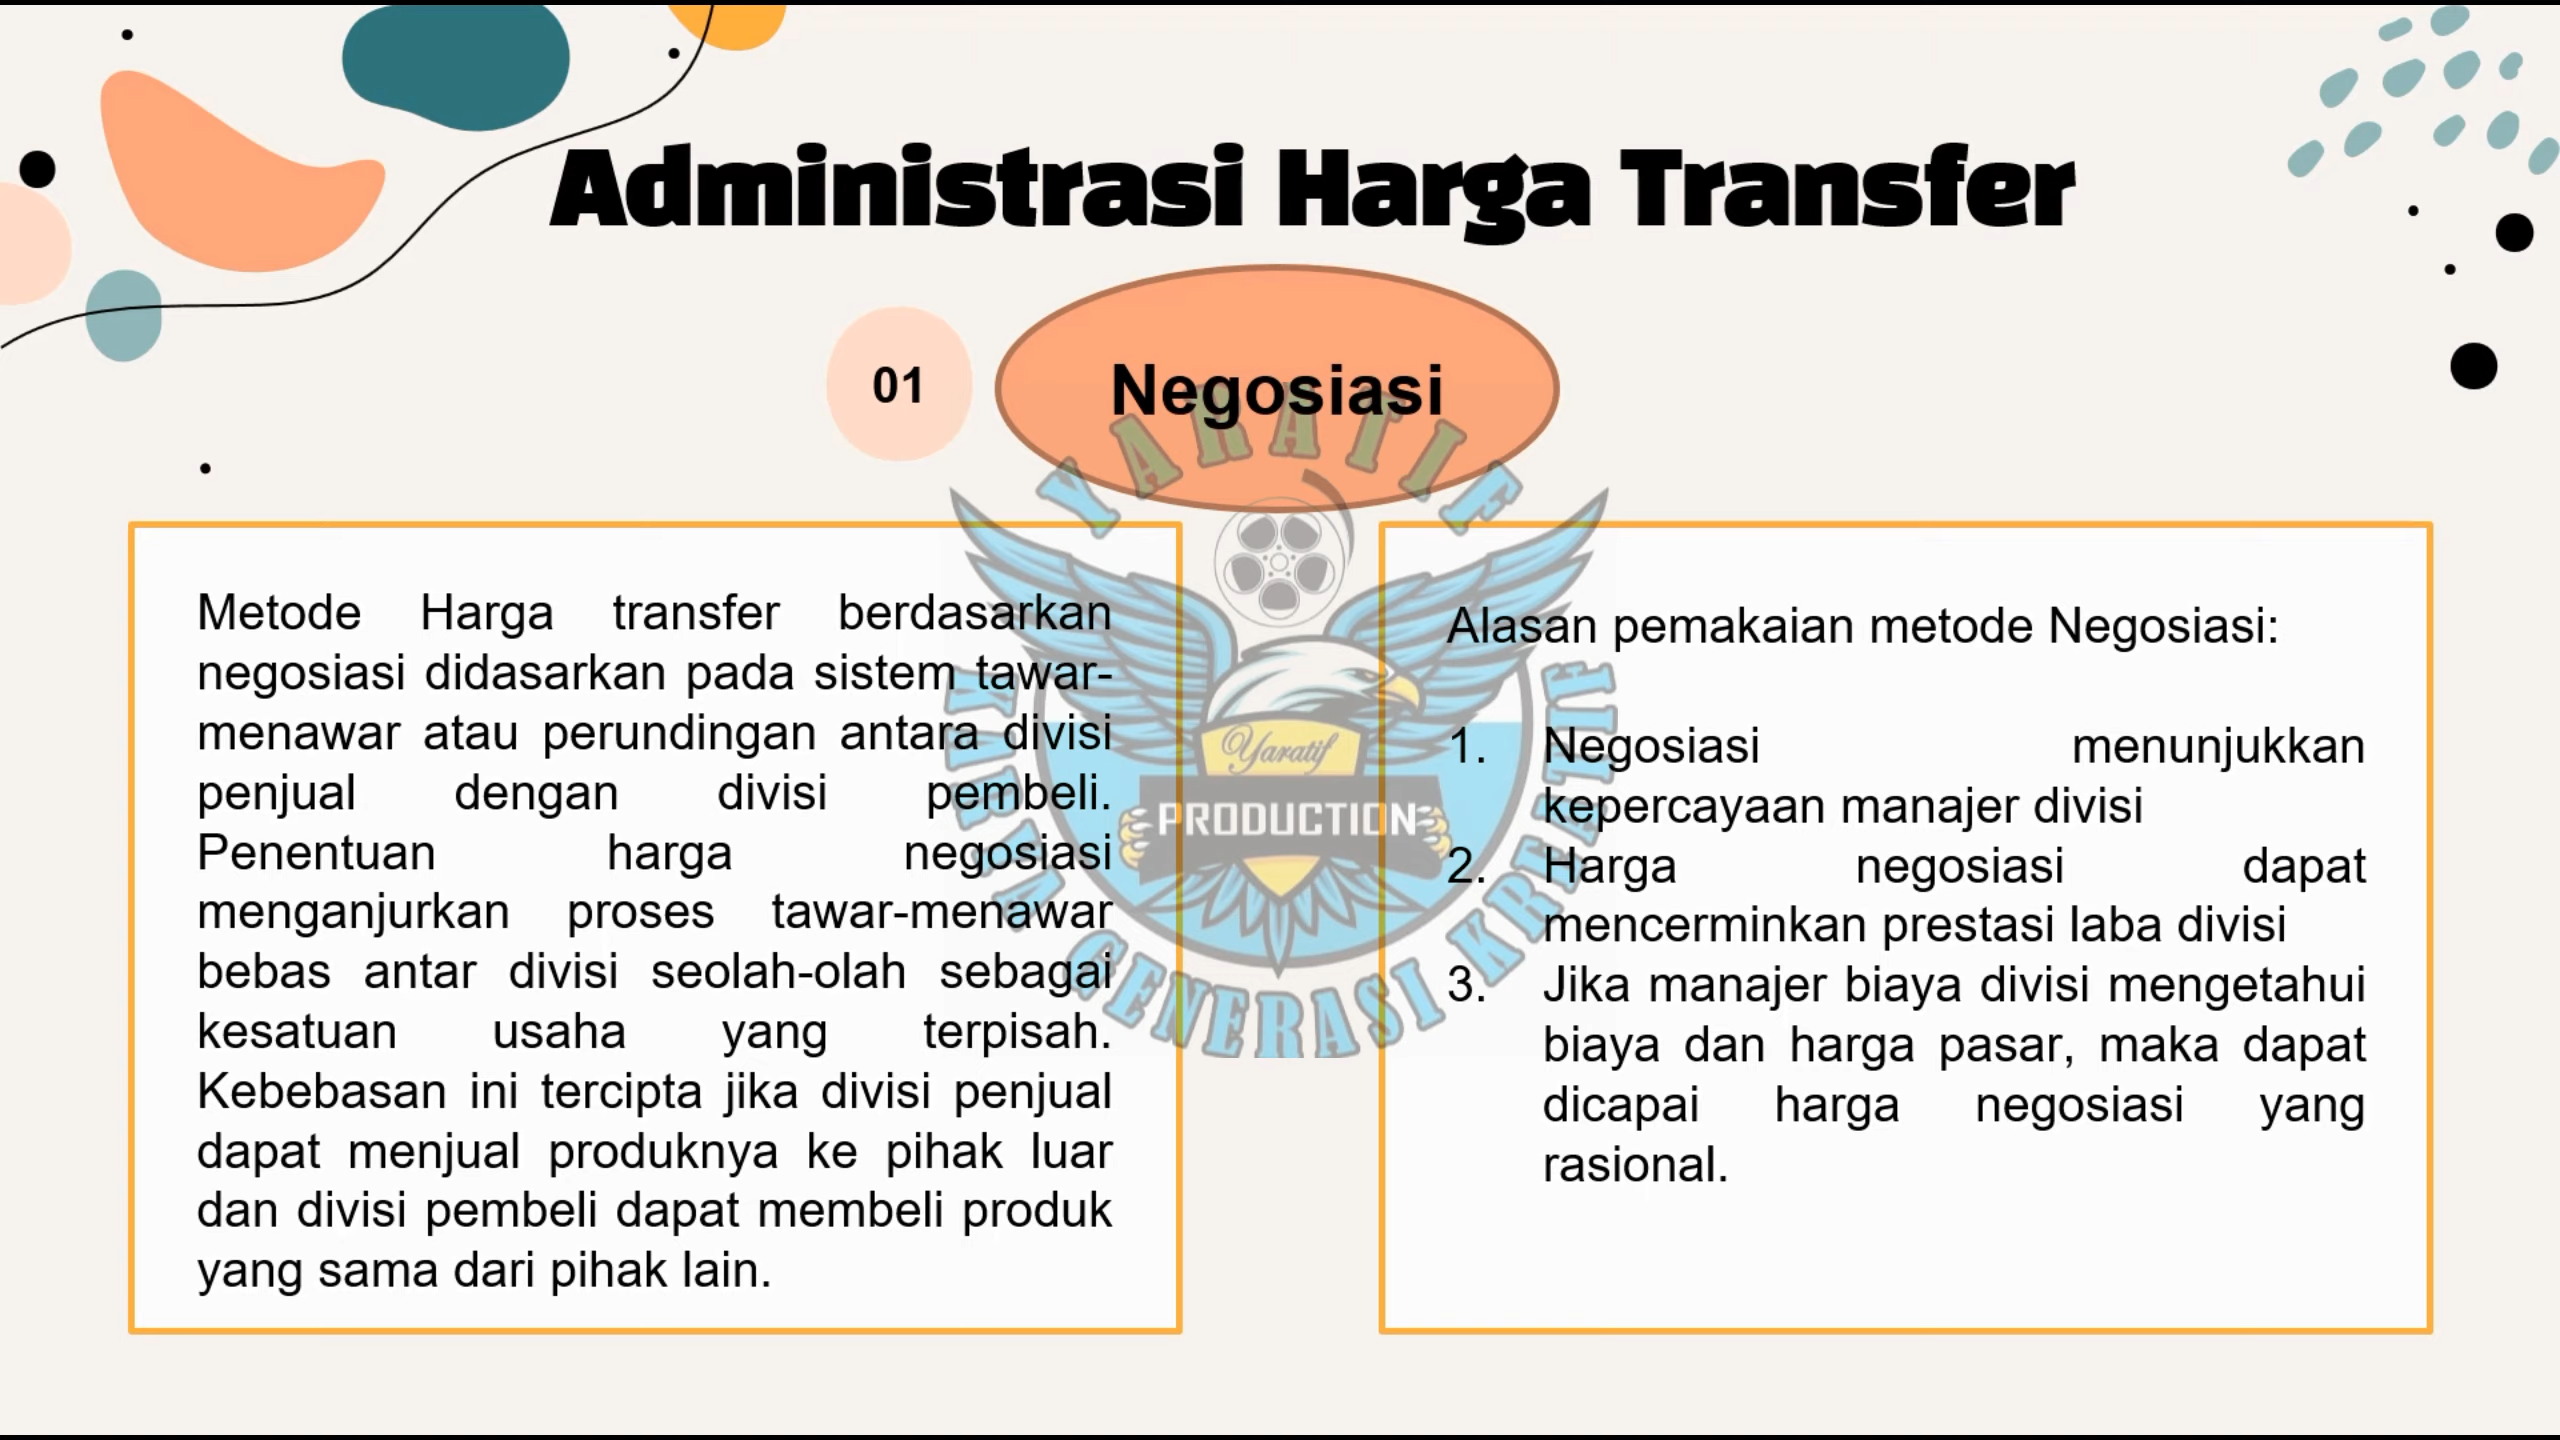 Administrasi Harga Transfer
01
Negosiasi
Metode Harga transfer berdasarkan
negosiasi didasarkan pada sistem tawar-
menawar atau perundingan antara divisi
penjual dengan divisi pembeli.
Penentuan harga negosiasi
menganjurkan proses tawar-menawar
bebas antar divisi seolah-olah sebagai
kesatuan usaha yang terpisah.
Kebebasan ini tercipta jika divisi penjual
dapat menjual produknya ke pihak luar
dan divisi pembeli dapat membeli produk
yang sama dari pihak lain.
Alasan pemakaian metode Negosiasi:
1. Negosiasi menunjukkan
kepercayaan manajer divisi
2. Harga negosiasi dapat
mencerminkan prestasi laba divisi
3. Jika manajer biaya divisi mengetahui
biaya dan harga pasar, maka dapat
dicapai harga negosiasi yang
rasional.
YARATIF
Yaratif
PRODUCTION
GENERASI KREATIF